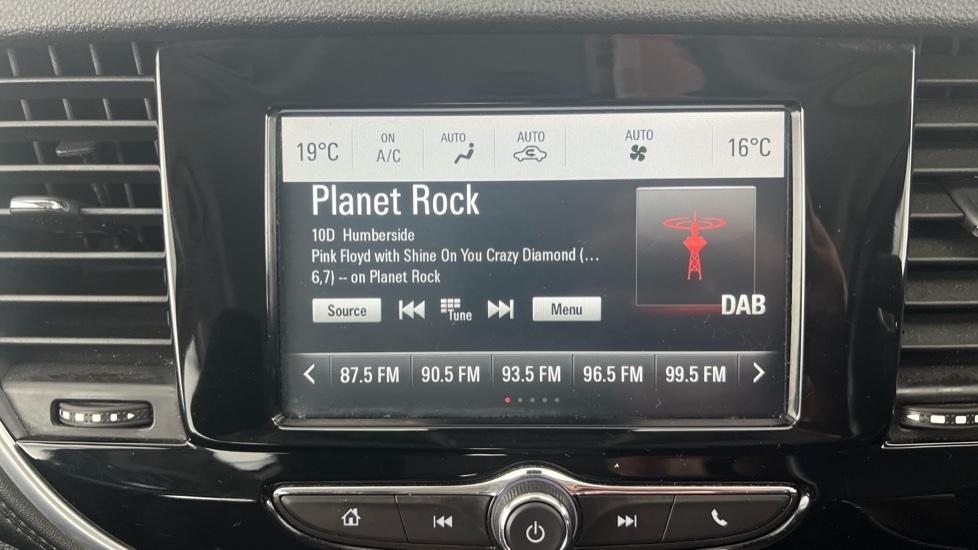 19°C ON A/C AUTO AUTO AUTO 16°C
Planet Rock
10D Humberside
Pink Floyd with Shine On You Crazy Diamond (...
6,7) -- on Planet Rock
DAB
Source Tune Menu
87.5 FM 90.5 FM 93.5 FM 96.5 FM 99.5 FM